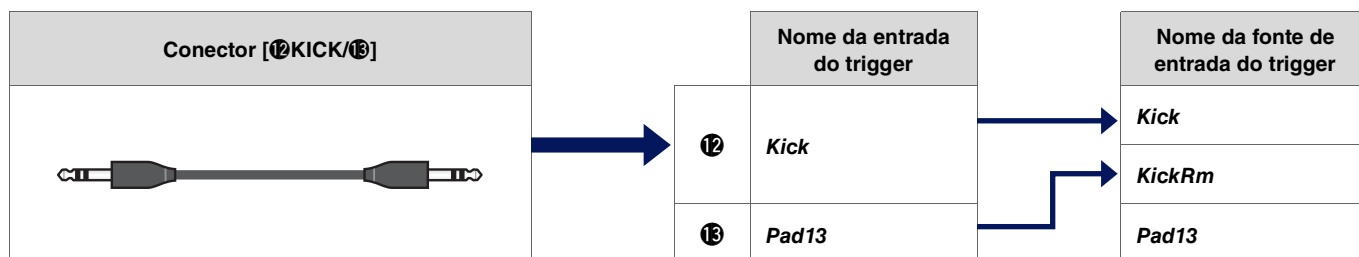 Conector [⓬KICK/⓭]
Nome da entrada
do trigger
Nome da fonte de
entrada do trigger
⓬
Kick
Kick
KickRm
⓭
Pad13
Pad13